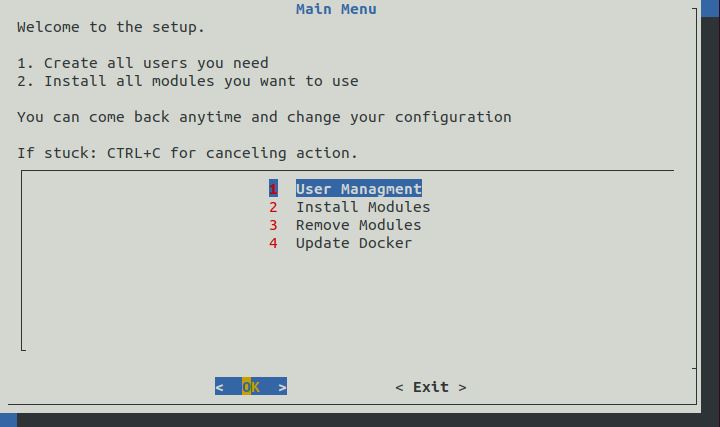 Main Menu
Welcome to the setup.
1. Create all users you need
2. Install all modules you want to use
You can come back anytime and change your configuration
If stuck: CTRL+C for canceling action.
1 User Managment
2 Install Modules
3 Remove Modules
4 Update Docker
< OK > < Exit >